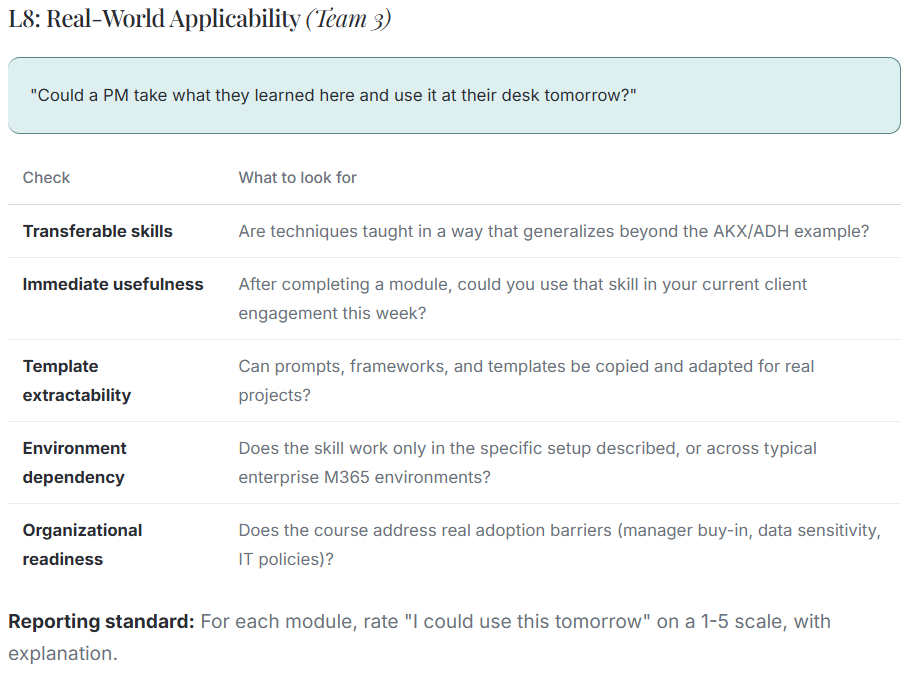 L8: Real-World Applicability (Team 3)
"Could a PM take what they learned here and use it at their desk tomorrow?"
Check What to look for
Transferable skills Are techniques taught in a way that generalizes beyond the AKX/ADH example?
Immediate usefulness After completing a module, could you use that skill in your current client
engagement this week?
Template Can prompts, frameworks, and templates be copied and adapted for real
extractability projects?
Environment Does the skill work only in the specific setup described, or across typical
dependency enterprise M365 environments?
Organizational Does the course address real adoption barriers (manager buy-in, data sensitivity,
readiness IT policies)?
Reporting standard: For each module, rate "I could use this tomorrow" on a 1-5 scale, with
explanation.